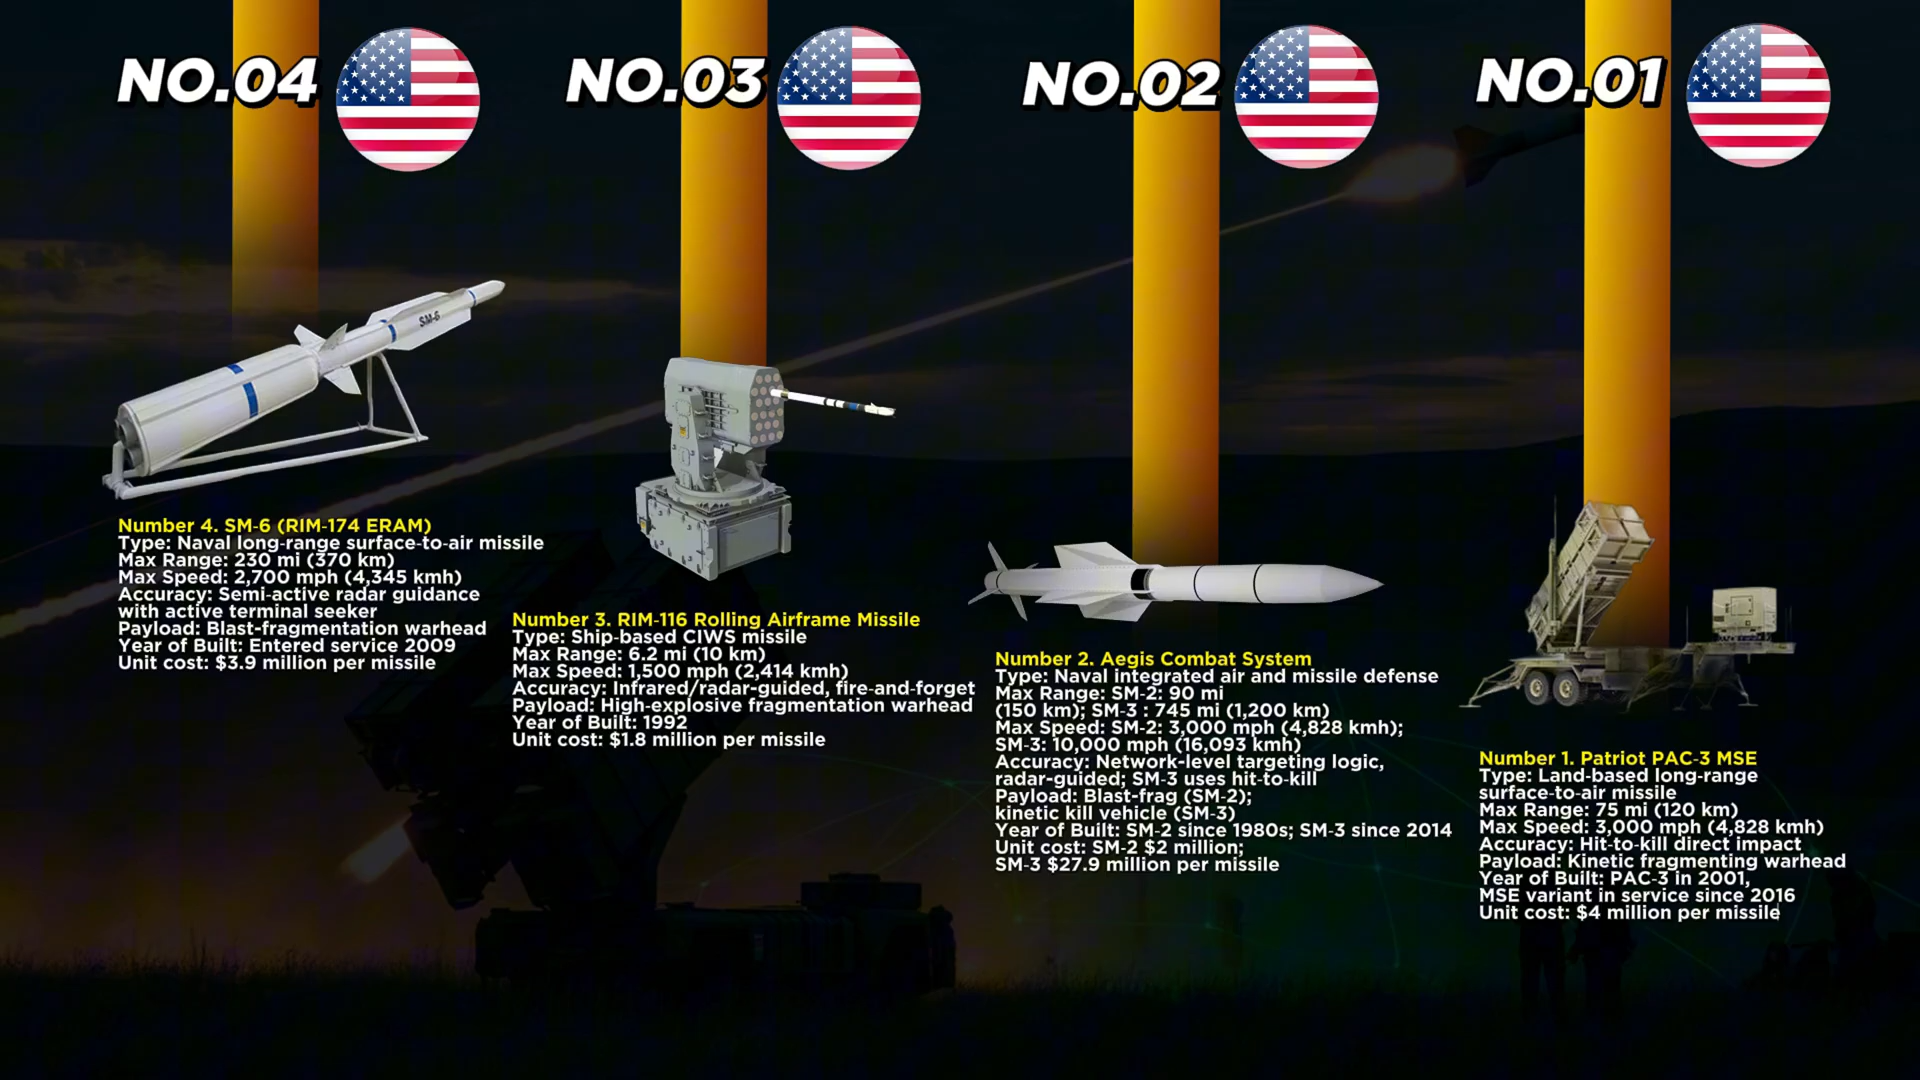 NO.04
NO.03
NO.02
NO.01
SM-6
Number 4. SM-6 (RIM-174 ERAM)
Type: Naval long-range surface-to-air missile
Max Range: 230 mi (370 km)
Max Speed: 2,700 mph (4,345 kmh)
Accuracy: Semi-active radar guidance
with active terminal seeker
Payload: Blast-fragmentation warhead
Year of Built: Entered service 2009
Unit cost: $3.9 million per missile
Number 3. RIM-116 Rolling Airframe Missile
Type: Ship-based CIWS missile
Max Range: 6.2 mi (10 km)
Max Speed: 1,500 mph (2,414 kmh)
Accuracy: Infrared/radar-guided, fire-and-forget
Payload: High-explosive fragmentation warhead
Year of Built: 1992
Unit cost: $1.8 million per missile
Number 2. Aegis Combat System
Type: Naval integrated air and missile defense
Max Range: SM-2: 90 mi
(150 km); SM-3 : 745 mi (1,200 km)
Max Speed: SM-2: 3,000 mph (4,828 kmh);
SM-3: 10,000 mph (16,093 kmh)
Accuracy: Network-level targeting logic,
radar-guided; SM-3 uses hit-to-kill
Payload: Blast-frag (SM-2);
kinetic kill vehicle (SM-3)
Year of Built: SM-2 since 1980s; SM-3 since 2014
Unit cost: SM-2 $2 million;
SM-3 $27.9 million per missile
Number 1. Patriot PAC-3 MSE
Type: Land-based long-range
surface-to-air missile
Max Range: 75 mi (120 km)
Max Speed: 3,000 mph (4,828 kmh)
Accuracy: Hit-to-kill direct impact
Payload: Kinetic fragmenting warhead
Year of Built: PAC-3 in 2001,
MSE variant in service since 2016
Unit cost: $4 million per missile